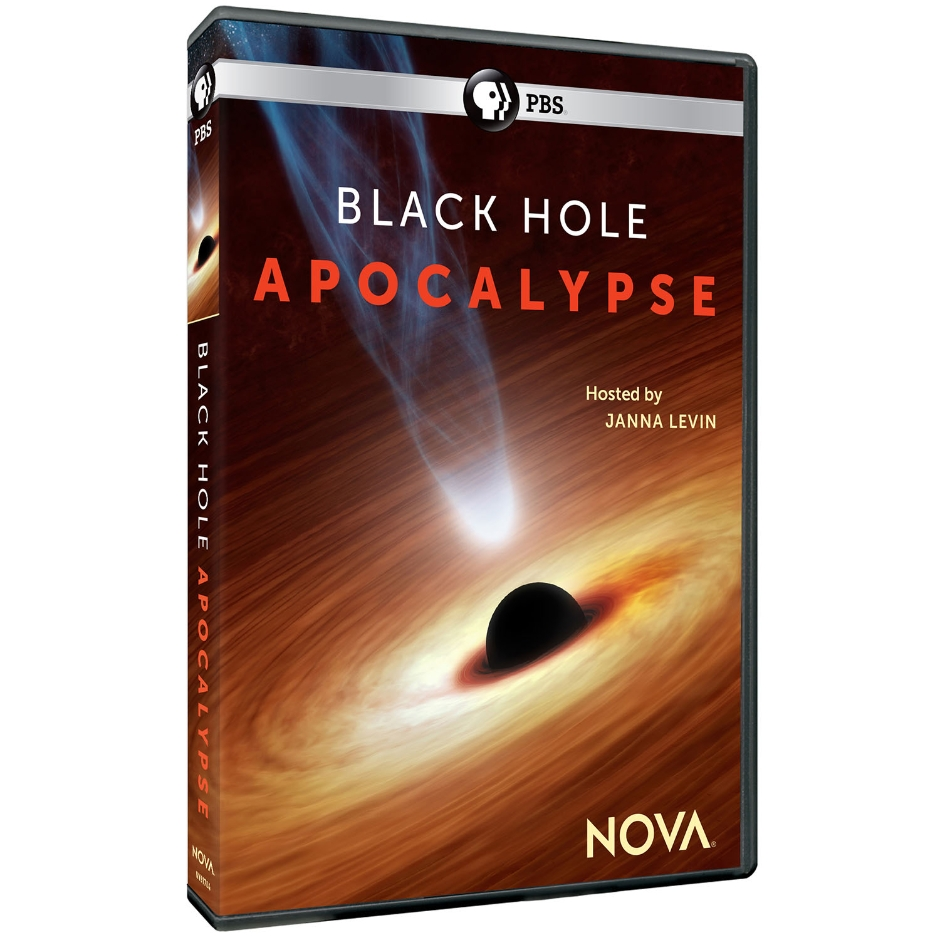 PBS
PBS
BLACK HOLE
APOCALYPSE
Hosted by
JANNA LEVIN
NOVA
BLACK HOLE APOCALYPSE
NOVA